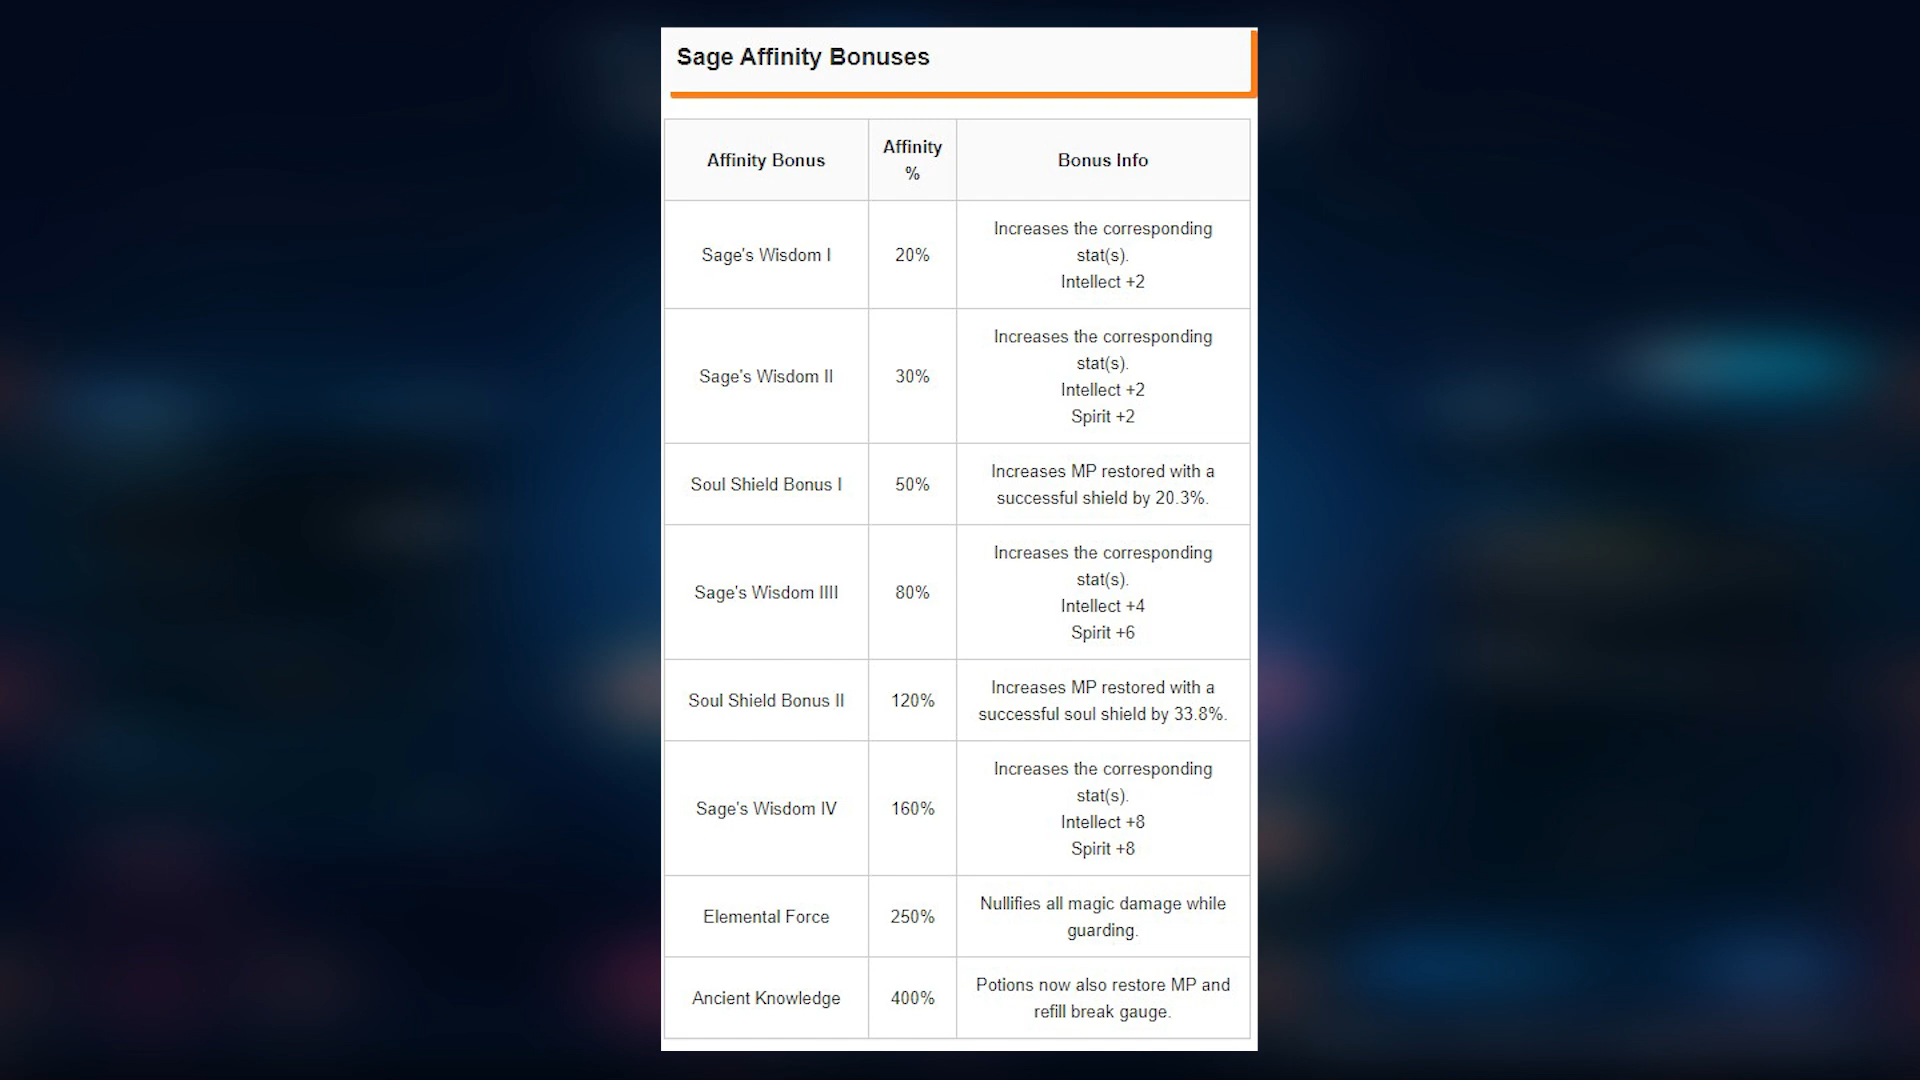 Sage Affinity Bonuses
Affinity Bonus
Affinity
%
Bonus Info
Sage's Wisdom I
20%
Increases the corresponding
stat(s).
Intellect +2
Sage's Wisdom II
30%
Increases the corresponding
stat(s).
Intellect +2
Spirit +2
Soul Shield Bonus I
50%
Increases MP restored with a
successful shield by 20.3%.
Sage's Wisdom IIII
80%
Increases the corresponding
stat(s).
Intellect +4
Spirit +6
Soul Shield Bonus II
120%
Increases MP restored with a
successful soul shield by 33.8%.
Sage's Wisdom IV
160%
Increases the corresponding
stat(s).
Intellect +8
Spirit +8
Elemental Force
250%
Nullifies all magic damage while
guarding.
Ancient Knowledge
400%
Potions now also restore MP and
refill break gauge.